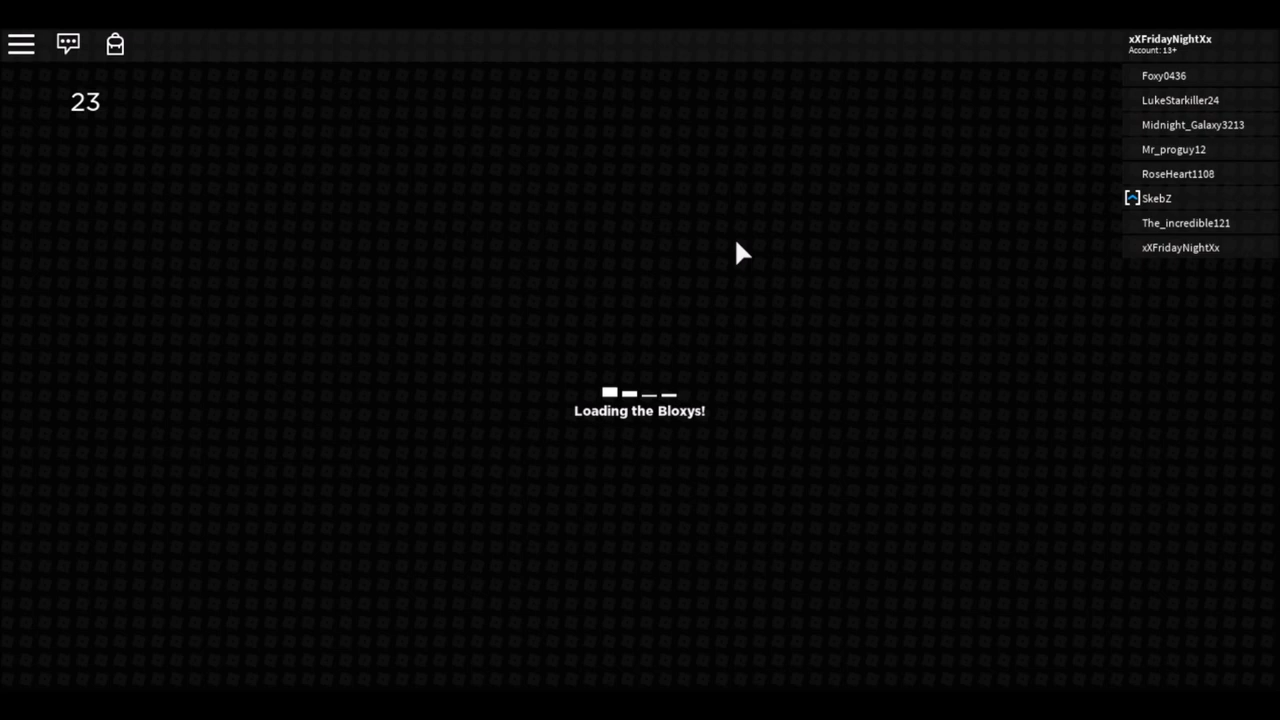 xXFridayNightXx
Account: 13+
Foxy0436
LukeStarkiller24
Midnight_Galaxy3213
Mr_proguy12
RoseHeart1108
SkebZ
The_incredible121
xXFridayNightXx
23
Loading the Bloxys!